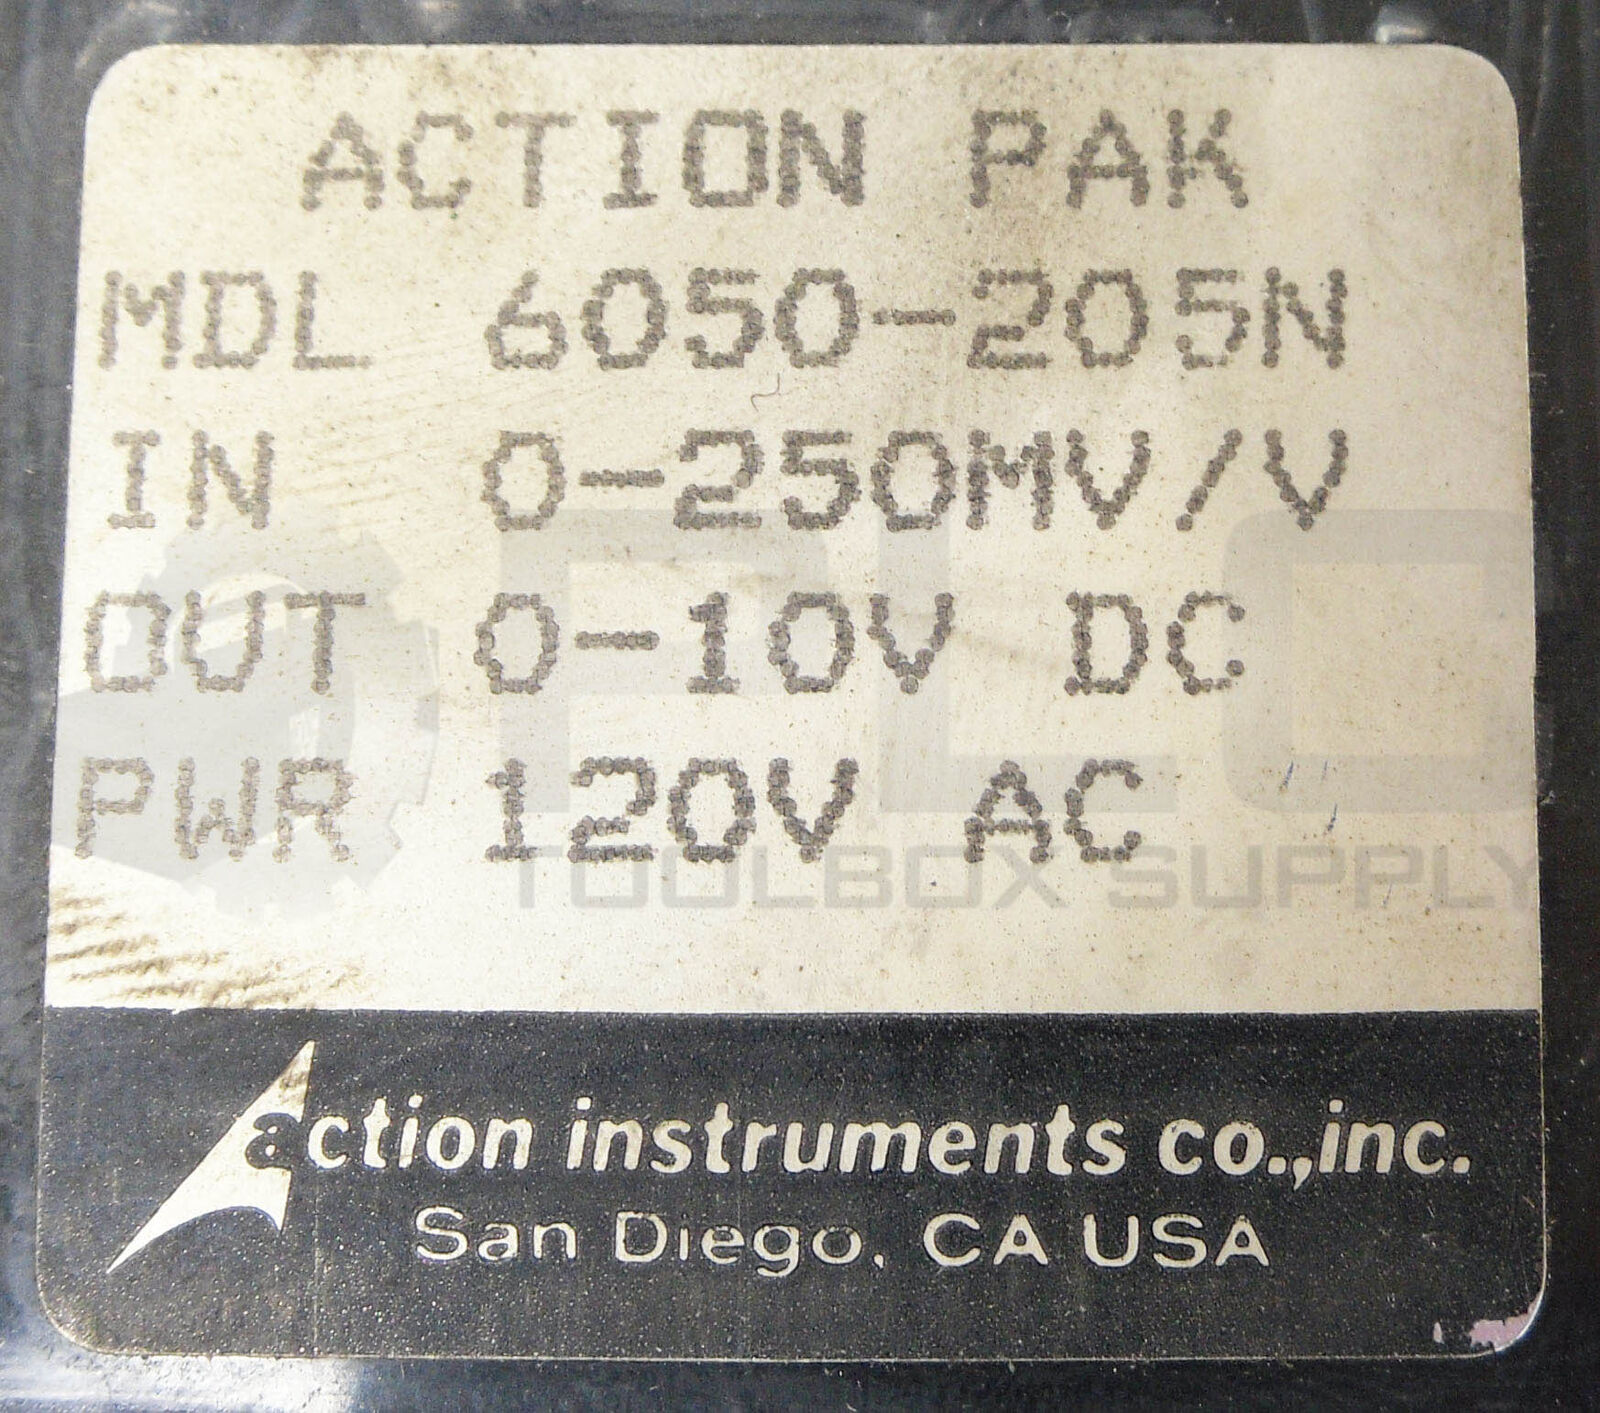 ACTION PAK
MDL 6050-205N
IN 0-250MV/V
OUT 0-10V DC
PWR 120V AC
PLC
TOOLBOX SUPPLY
action instruments co.,inc.
San Diego, CA USA